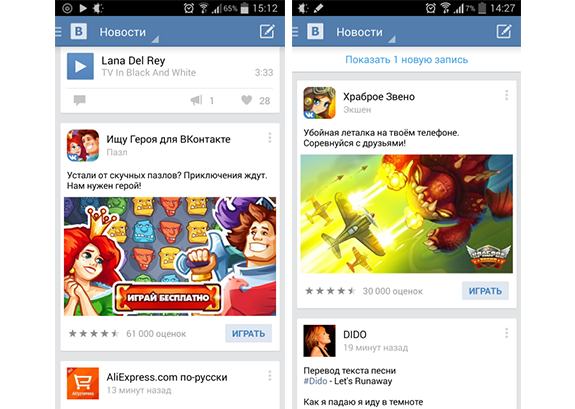 65% 15:12
B Новости
Lana Del Rey
TV In Black And White 3:33
1 28
Ищу Героя для ВКонтакте
Пазл
Устали от скучных пазлов? Приключения ждут.
Нам нужен герой!
ИГРАЙ БЕСПЛАТНО
61 000 оценок ИГРАТЬ
AliExpress.com по-русски
13 минут назад
7% 14:27
B Новости
Показать 1 новую запись
Храброе Звено
Экшен
Убойная леталка на твоём телефоне.
Соревнуйся с друзьями!
ХРАБРОЕ
30 000 оценок ИГРАТЬ
DIDO
19 минут назад
Перевод текста песни
#Dido - Let's Runaway
Как я падаю я иду в темноте